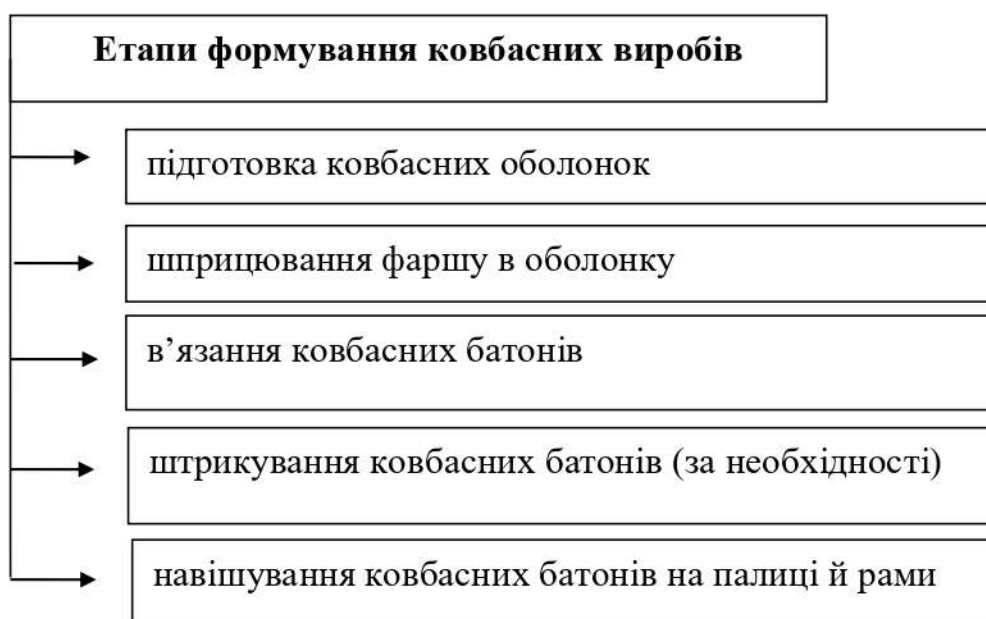 Етапи формування ковбасних виробів
підготовка ковбасних оболонок
шприцювання фаршу в оболонку
в’язання ковбасних батонів
штрикування ковбасних батонів (за необхідності)
навішування ковбасних батонів на палиці й рами